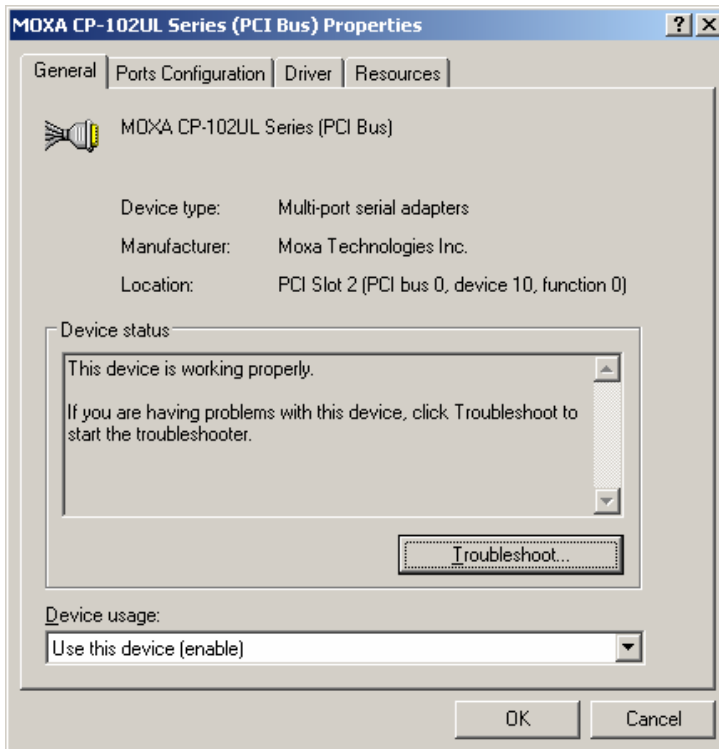 MOXA CP-102UL Series (PCI Bus) Properties
General Ports Configuration Driver Resources
MOXA CP-102UL Series (PCI Bus)
Device type: Multi-port serial adapters
Manufacturer: Moxa Technologies Inc.
Location: PCI Slot 2 (PCI bus 0, device 10, function 0)
Device status
This device is working properly.
If you are having problems with this device, click Troubleshoot to
start the troubleshooter.
Troubleshoot...
Device usage:
Use this device (enable)
OK Cancel